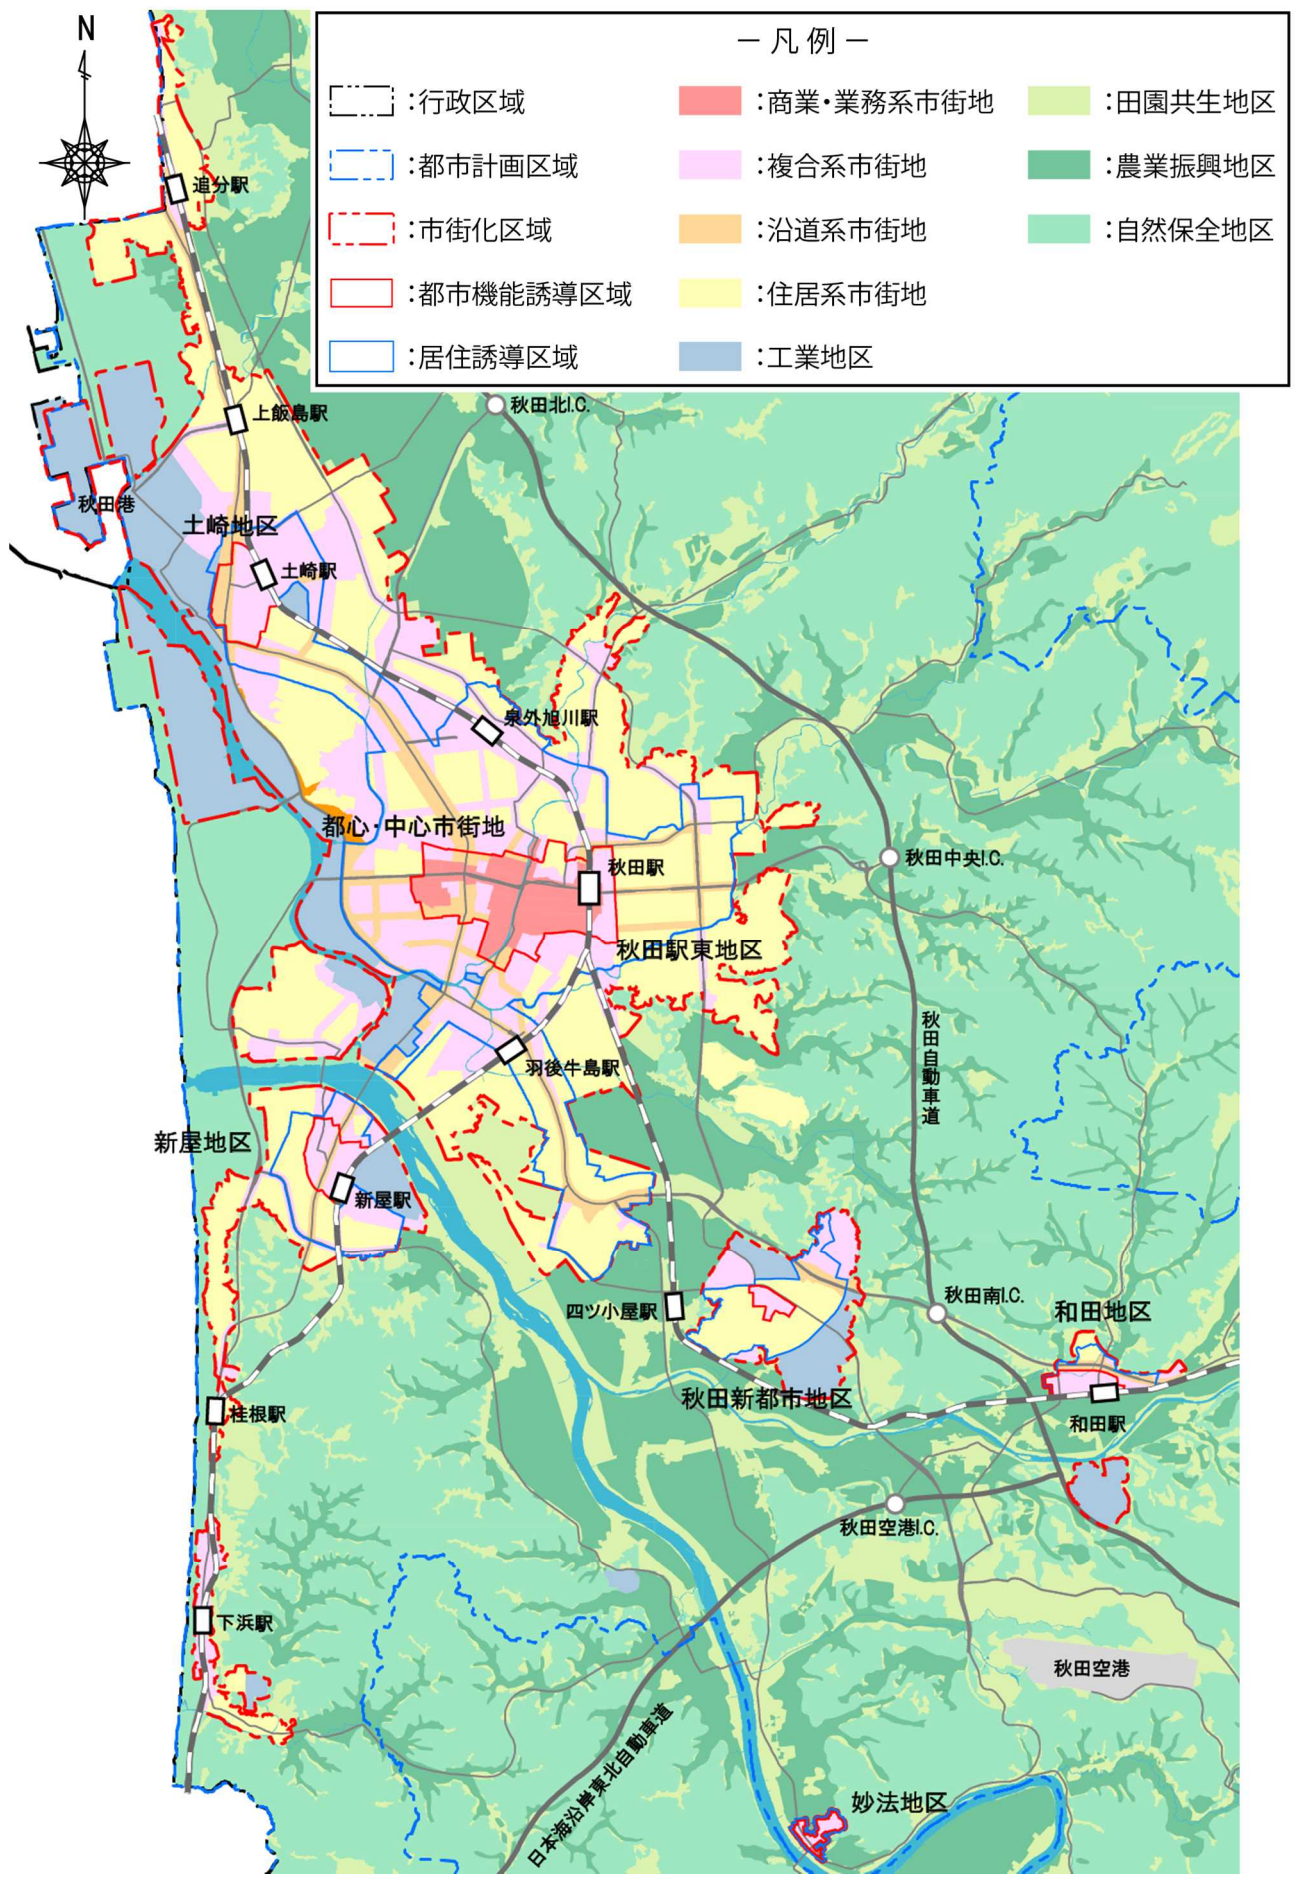 N
－ 凡 例 －
：行政区域
：都市計画区域
：市街化区域
：都市機能誘導区域
：居住誘導区域
：商業・業務系市街地
：複合系市街地
：沿道系市街地
：住居系市街地
：工業地区
：田園共生地区
：農業振興地区
：自然保全地区
追分駅
上飯島駅
秋田北I.C.
秋田港
土崎地区
土崎駅
泉外旭川駅
都心・中心市街地
秋田駅
秋田中央I.C.
秋田駅東地区
秋田自動車道
羽後牛島駅
新屋地区
新屋駅
四ツ小屋駅
秋田南I.C.
和田地区
秋田新都市地区
桂根駅
和田駅
秋田空港I.C.
下浜駅
秋田空港
日本海沿岸東北自動車道
妙法地区